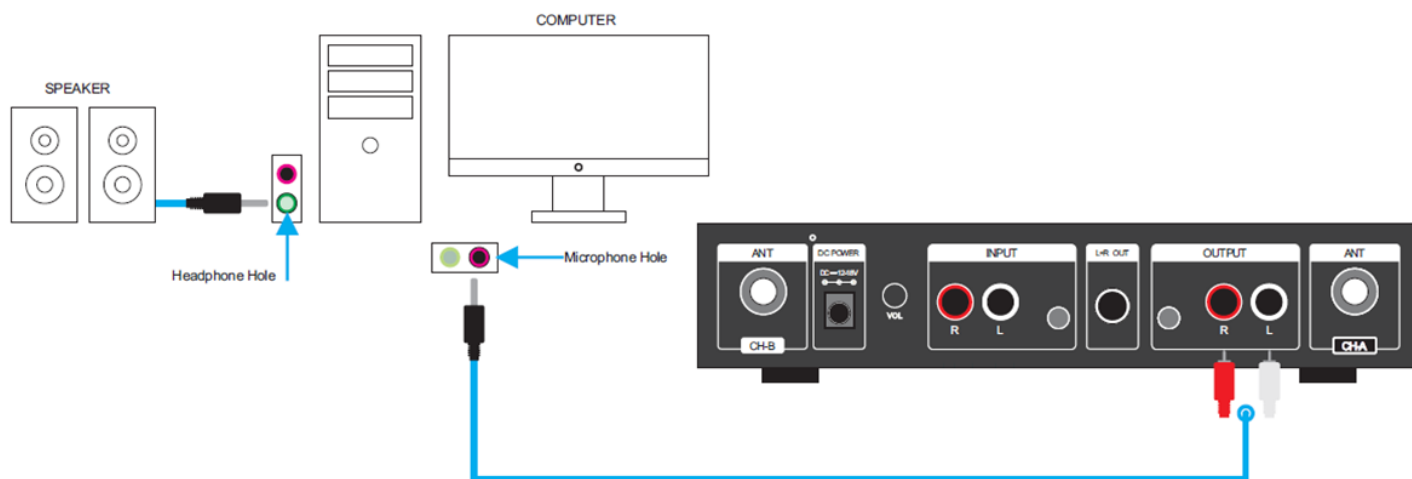 COMPUTER
SPEAKER
Headphone Hole
Microphone Hole
ANT
CH-B
DC POWER
VOL
INPUT
R
L
L+R OUT
OUTPUT
R
L
ANT
CH-A